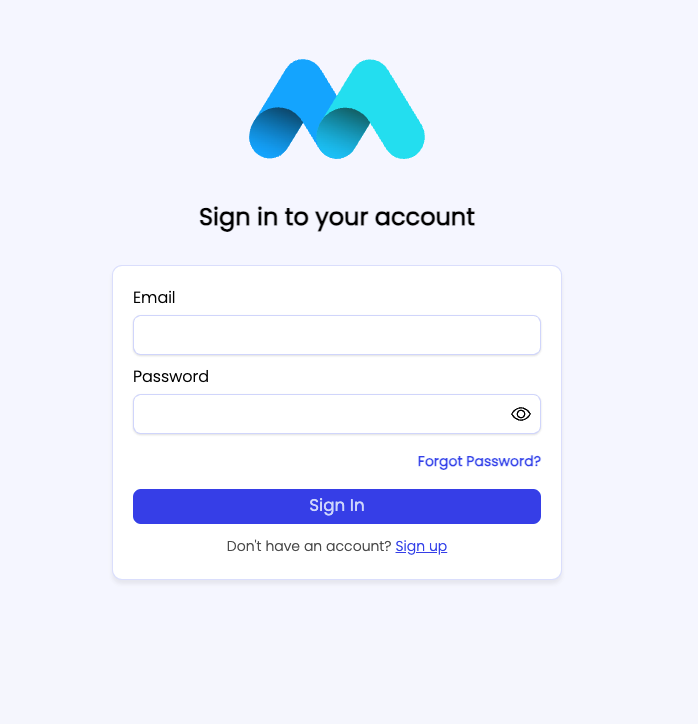 Sign in to your account
Email
Password
Forgot Password?
Sign In
Don't have an account? Sign up